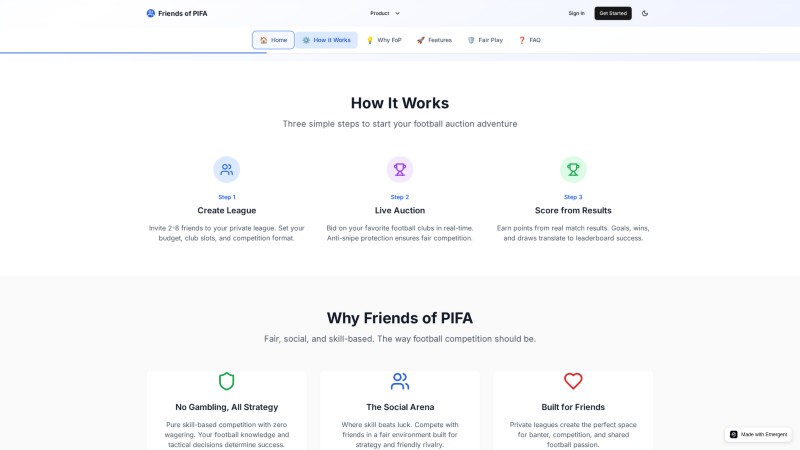 Friends of PIFA
Product
Sign In
Get Started
Home
How it Works
Why FoP
Features
Fair Play
FAQ
How It Works
Three simple steps to start your football auction adventure
Step 1
Create League
Invite 2-8 friends to your private league. Set your
budget, club slots, and competition format.
Step 2
Live Auction
Bid on your favorite football clubs in real-time.
Anti-snipe protection ensures fair competition.
Step 3
Score from Results
Earn points from real match results. Goals, wins,
and draws translate to leaderboard success.
Why Friends of PIFA
Fair, social, and skill-based. The way football competition should be.
No Gambling, All Strategy
Pure skill-based competition with zero
wagering. Your football knowledge and
tactical decisions determine success.
The Social Arena
Where skill beats luck. Compete with
friends in a fair environment built for
strategy and friendly rivalry.
Built for Friends
Private leagues create the perfect space
for banter, competition, and shared
football passion.
Made with Emergent